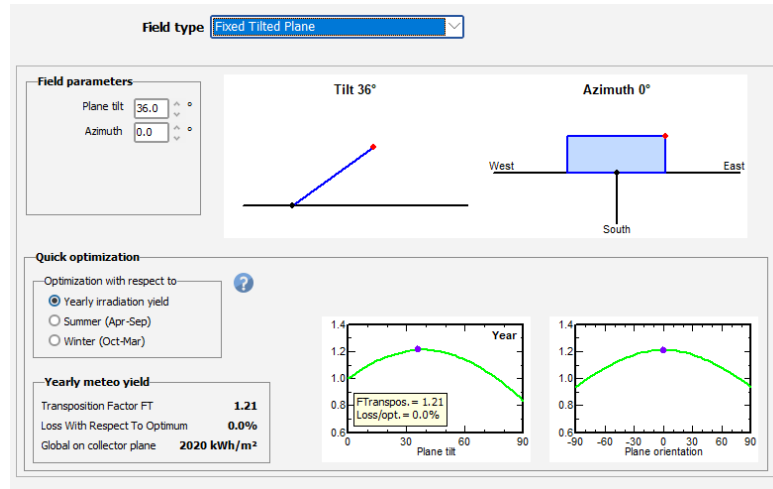 Field type Fixed Tilted Plane
Field parameters
Plane tilt 36.0 °
Azimuth 0.0 °
Tilt 36°
Azimuth 0°
West East
South
Quick optimization
Optimization with respect to
Yearly irradiation yield
Summer (Apr-Sep)
Winter (Oct-Mar)
?
Yearly meteo yield
Transposition Factor FT 1.21
Loss With Respect To Optimum 0.0%
Global on collector plane 2020 kWh/m²
1.4
1.2
1.0
0.8
0.6
Year
FTranspos. = 1.21
Loss/opt. = 0.0%
0 30 60 90
Plane tilt
1.4
1.2
1.0
0.8
0.6
-90 -60 -30 0 30 60 90
Plane orientation